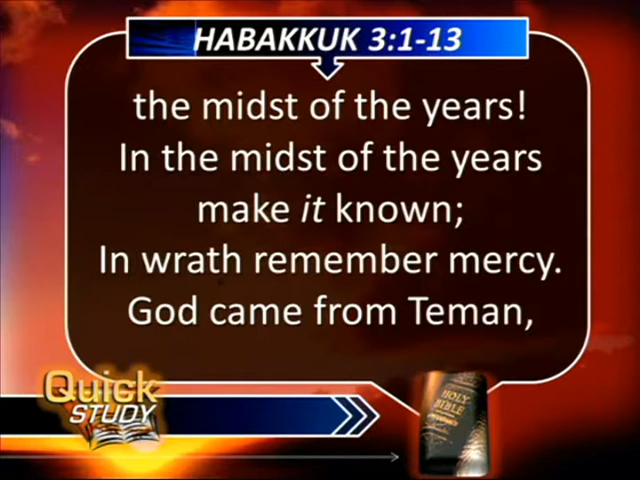 HABAKKUK 3:1-13
the midst of the years!
In the midst of the years
make it known;
In wrath remember mercy.
God came from Teman,
Quick
STUDY
HOLY
BIBLE